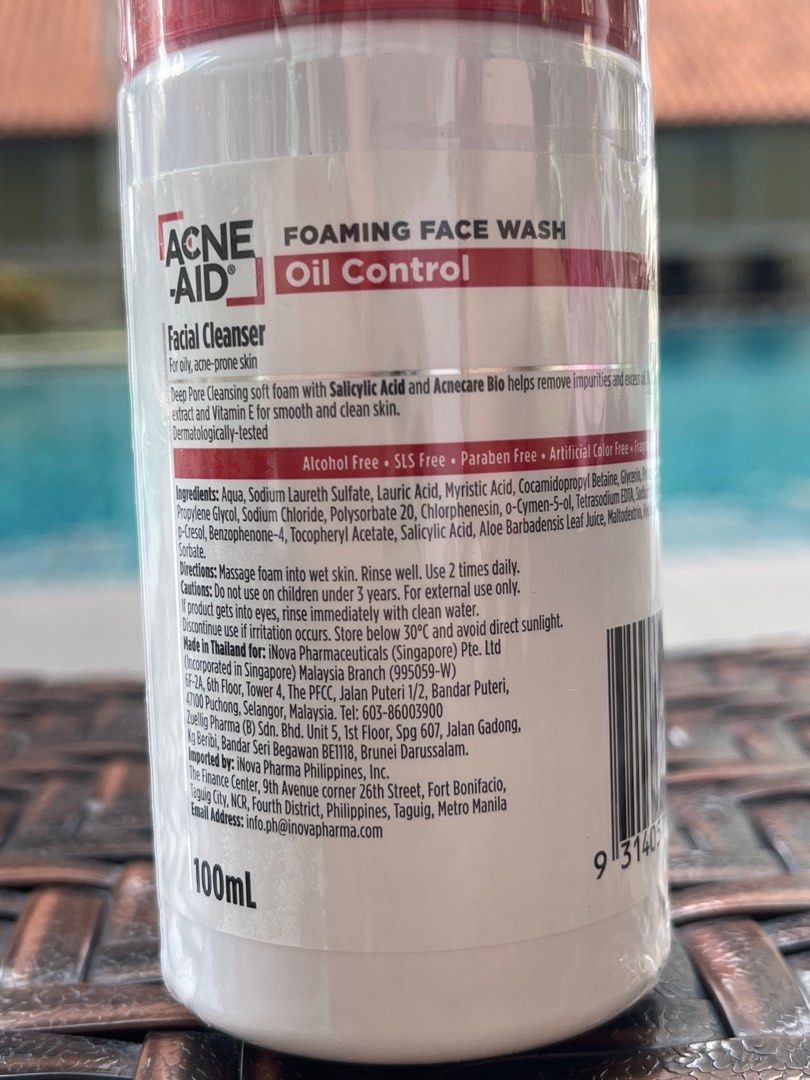 ACNE
-AID®
FOAMING FACE WASH
Oil Control
Facial Cleanser
For oily, acne-prone skin
Deep Pore Cleansing soft foam with Salicylic Acid and Acnecare Bio helps remove impurities and excess oil
extract and Vitamin E for smooth and clean skin.
Dermatologically-tested
Alcohol Free • SLS Free • Paraben Free • Artificial Color Free •
Ingredients: Aqua, Sodium Laureth Sulfate, Lauric Acid, Myristic Acid, Cocamidopropyl Betaine, Glycerin,
Propylene Glycol, Sodium Chloride, Polysorbate 20, Chlorphenesin, o-Cymen-5-ol, Tetrasodium EDTA,
p-Cresol, Benzophenone-4, Tocopheryl Acetate, Salicylic Acid, Aloe Barbadensis Leaf Juice, Maltodextrin,
Sorbate.
Directions: Massage foam into wet skin. Rinse well. Use 2 times daily.
Cautions: Do not use on children under 3 years. For external use only.
If product gets into eyes, rinse immediately with clean water.
Discontinue use if irritation occurs. Store below 30°C and avoid direct sunlight.
Made in Thailand for: iNova Pharmaceuticals (Singapore) Pte. Ltd
(Incorporated in Singapore) Malaysia Branch (995059-W)
6F-2A, 6th Floor, Tower 4, The PFCC, Jalan Puteri 1/2, Bandar Puteri,
47100 Puchong, Selangor, Malaysia. Tel: 603-86003900
Zuellig Pharma (B) Sdn. Bhd. Unit 5, 1st Floor, Spg 607, Jalan Gadong,
Kg Beribi, Bandar Seri Begawan BE1118, Brunei Darussalam.
Imported by: iNova Pharma Philippines, Inc.
The Finance Center, 9th Avenue corner 26th Street, Fort Bonifacio,
Taguig City, NCR, Fourth District, Philippines, Taguig, Metro Manila
Email Address: info.ph@inovapharma.com
100mL
9 31405